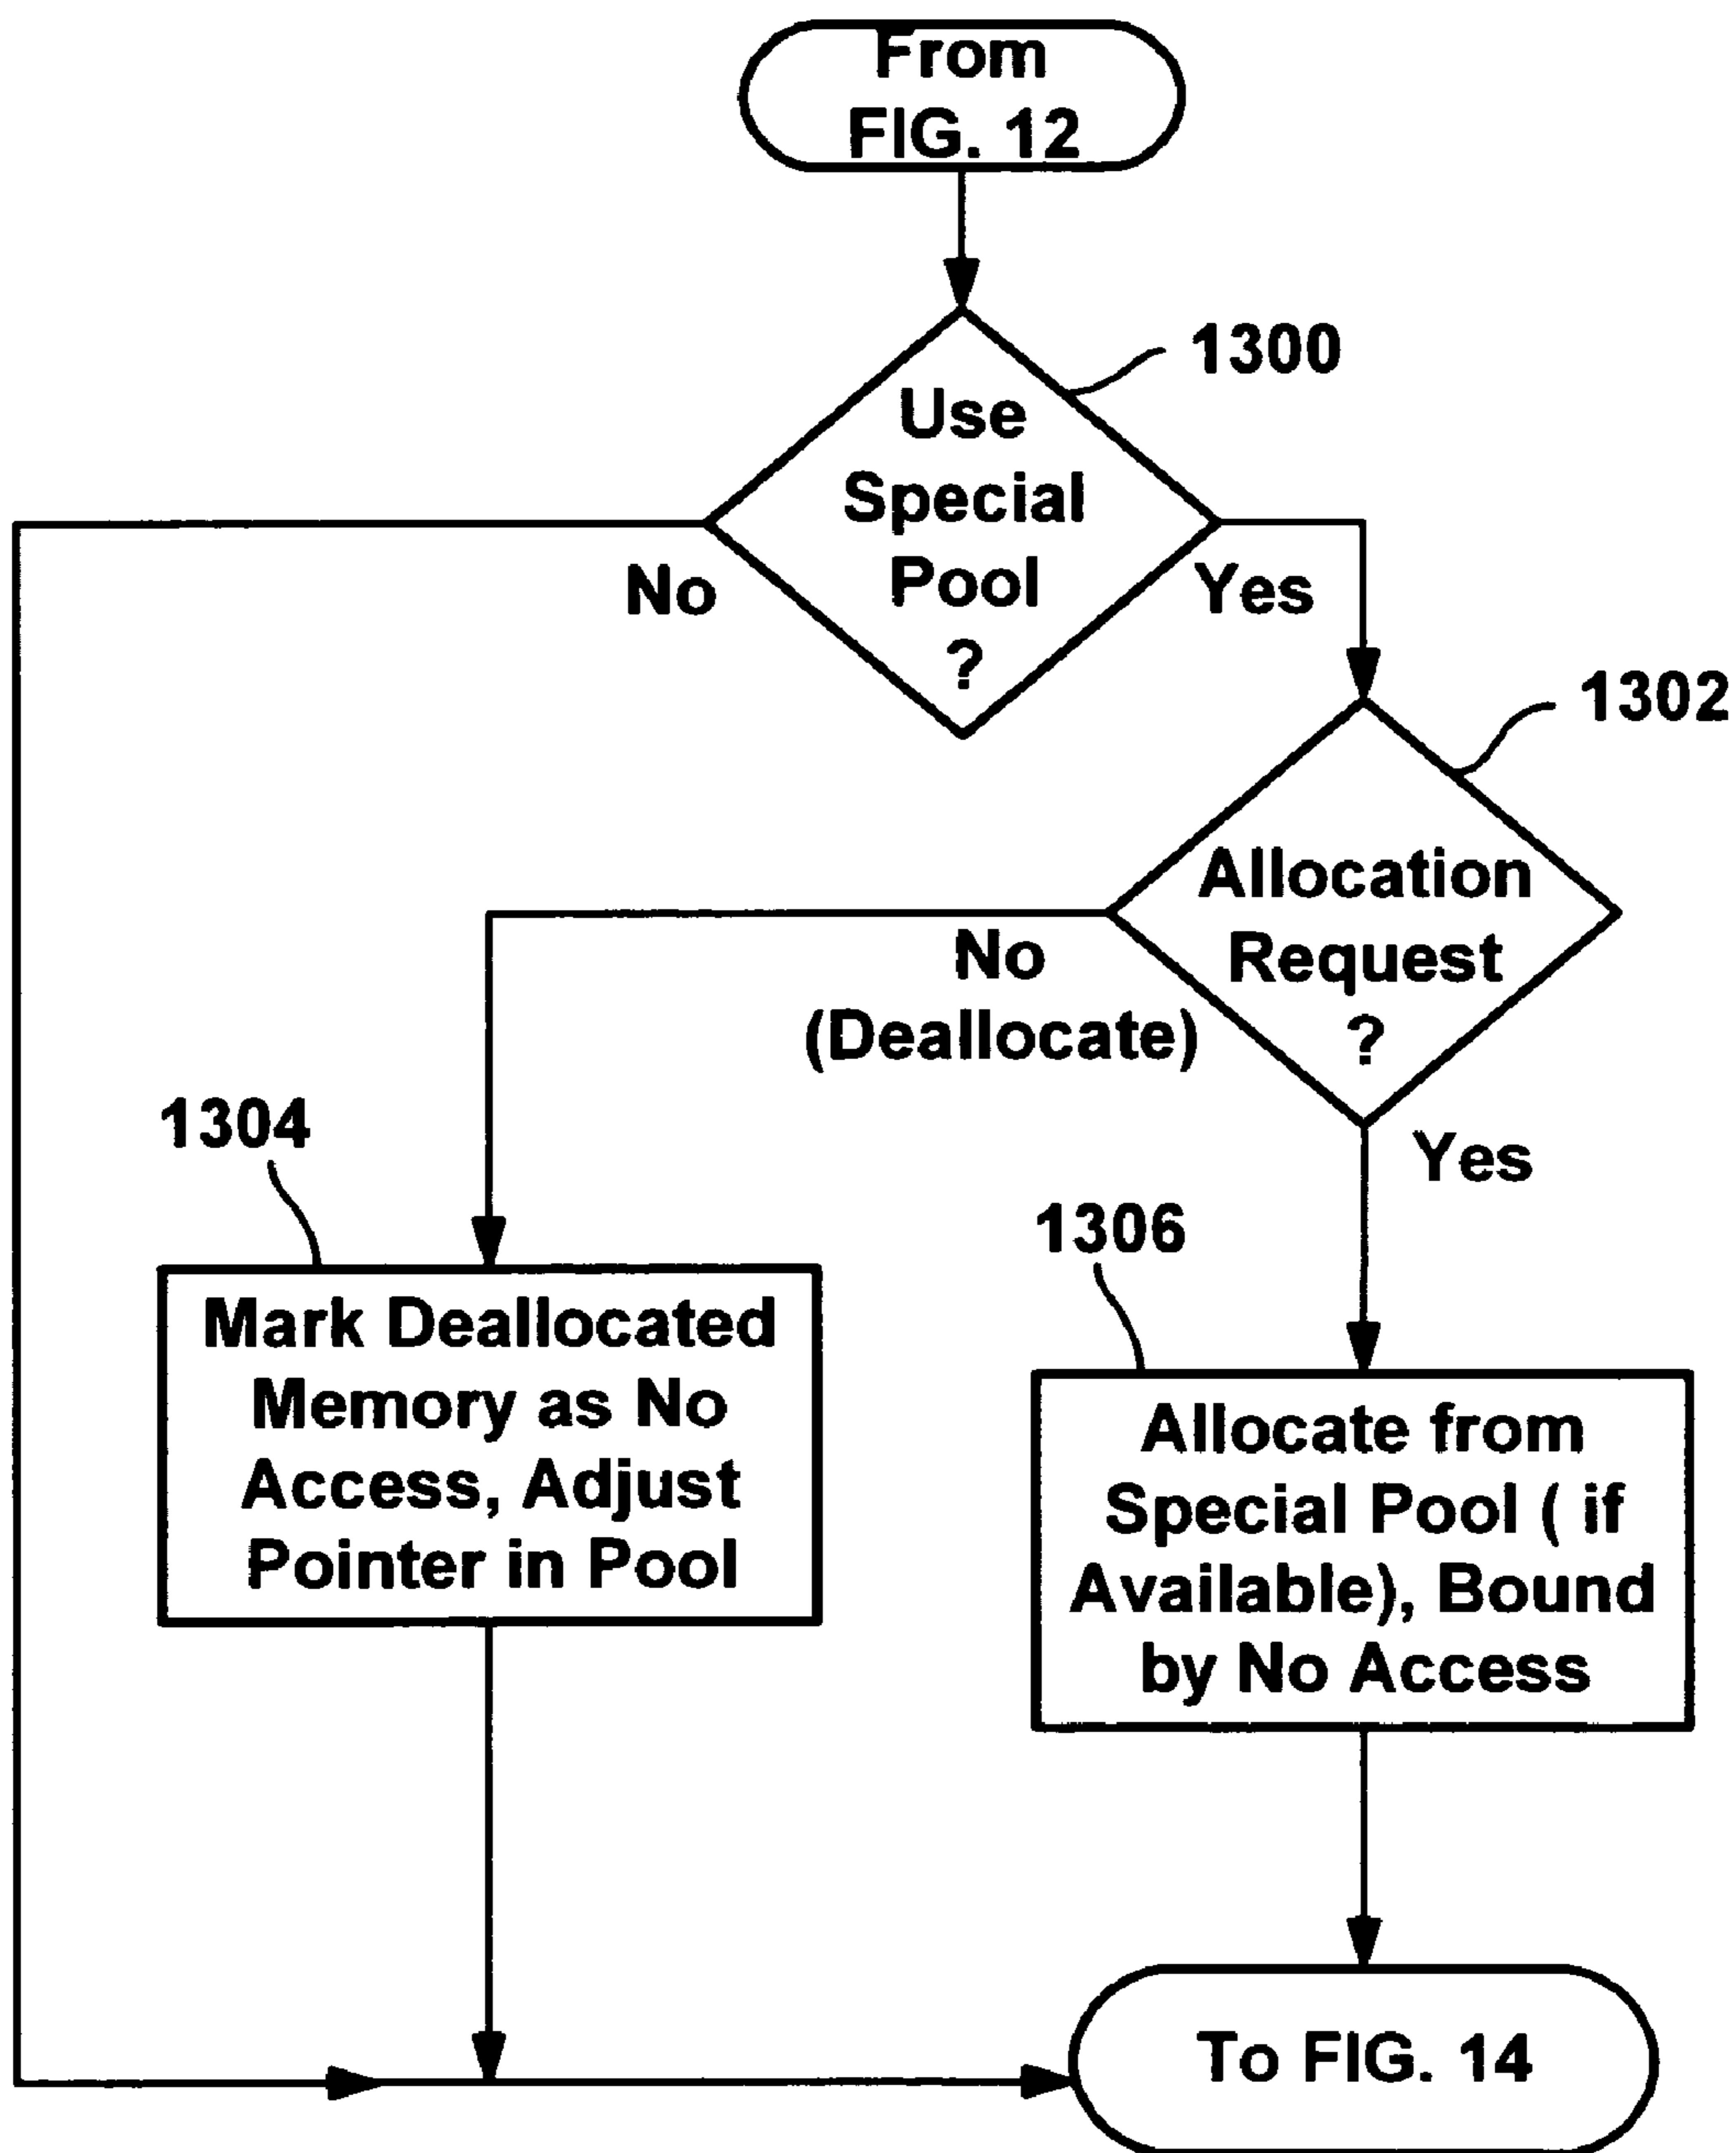 From
FIG. 12
1300
Use
Special
Pool
?
No
Yes
1302
Allocation
Request
?
No
(Deallocate)
Yes
1304
Mark Deallocated
Memory as No
Access, Adjust
Pointer in Pool
1306
Allocate from
Special Pool ( if
Available), Bound
by No Access
To FIG. 14